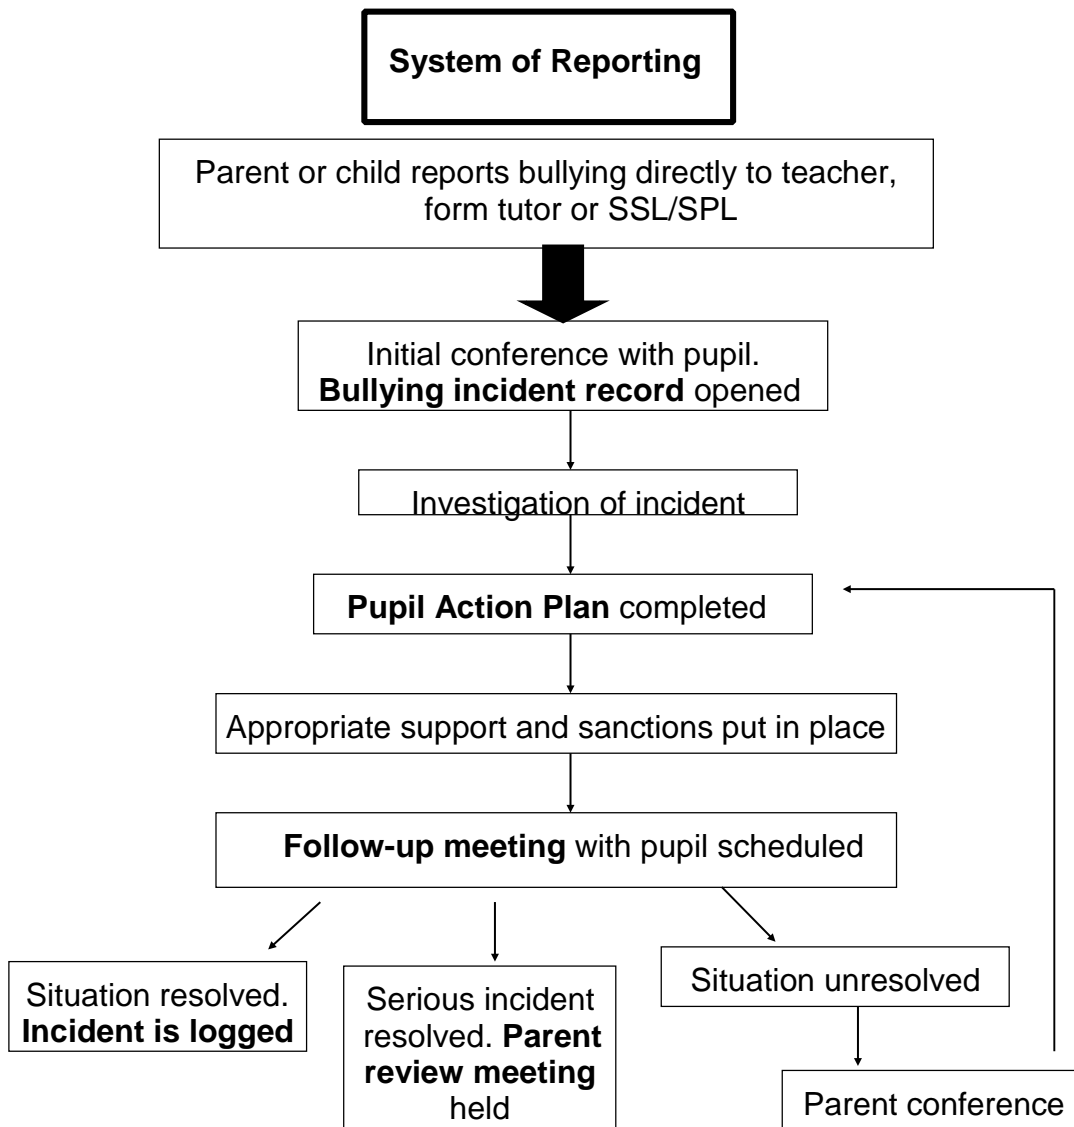 System of Reporting
Parent or child reports bullying directly to teacher,
form tutor or SSL/SPL
Initial conference with pupil.
Bullying incident record opened
Investigation of incident
Pupil Action Plan completed
Appropriate support and sanctions put in place
Follow-up meeting with pupil scheduled
Situation resolved.
Incident is logged
Serious incident
resolved. Parent
review meeting
held
Situation unresolved
Parent conference